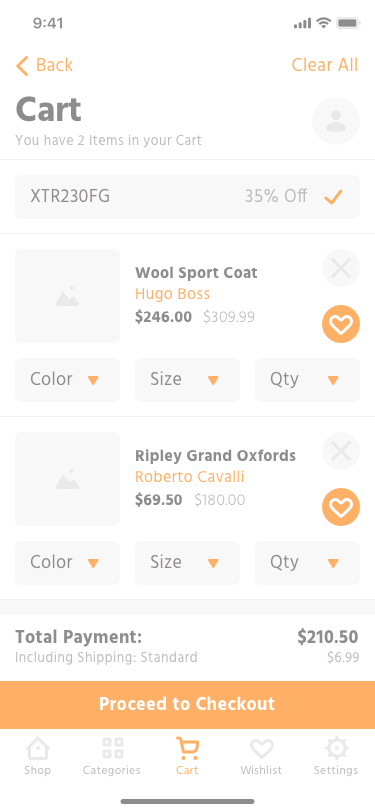 9:41
Back Clear All
Cart
You have 2 Items in your Cart
XTR230FG 35% Off
Wool Sport Coat
Hugo Boss
$246.00 $309.99
Color Size Qty
Ripley Grand Oxfords
Roberto Cavalli
$69.50 $180.00
Color Size Qty
Total Payment: $210.50
Including Shipping: Standard $6.99
Proceed to Checkout
Shop Categories Cart Wishlist Settings